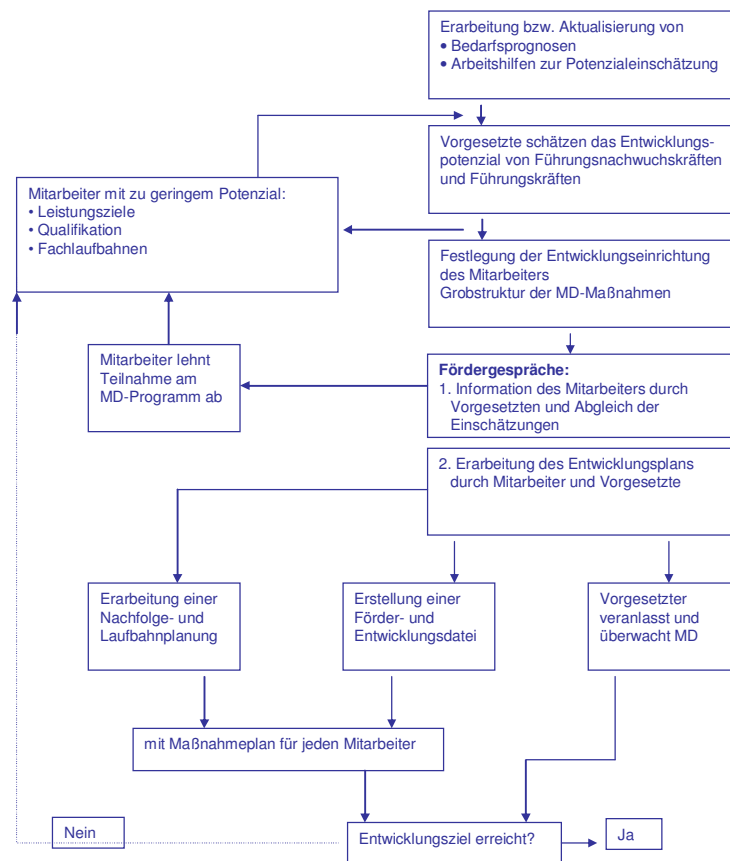 Erarbeitung bzw. Aktualisierung von
• Bedarfsprognosen
• Arbeitshilfen zur Potenzialeinschätzung
Vorgesetzte schätzen das Entwicklungs-
potenzial von Führungsnachwuchskräften
und Führungskräften
Mitarbeiter mit zu geringem Potenzial:
• Leistungsziele
• Qualifikation
• Fachlaufbahnen
Festlegung der Entwicklungseinrichtung
des Mitarbeiters
Grobstruktur der MD-Maßnahmen
Mitarbeiter lehnt
Teilnahme am
MD-Programm ab
Fördergespräche:
1. Information des Mitarbeiters durch
Vorgesetzten und Abgleich der
Einschätzungen
2. Erarbeitung des Entwicklungsplans
durch Mitarbeiter und Vorgesetzte
Erarbeitung einer
Nachfolge- und
Laufbahnplanung
Erstellung einer
Förder- und
Entwicklungsdatei
Vorgesetzter
veranlasst und
überwacht MD
mit Maßnahmeplan für jeden Mitarbeiter
Nein
Entwicklungsziel erreicht?
Ja